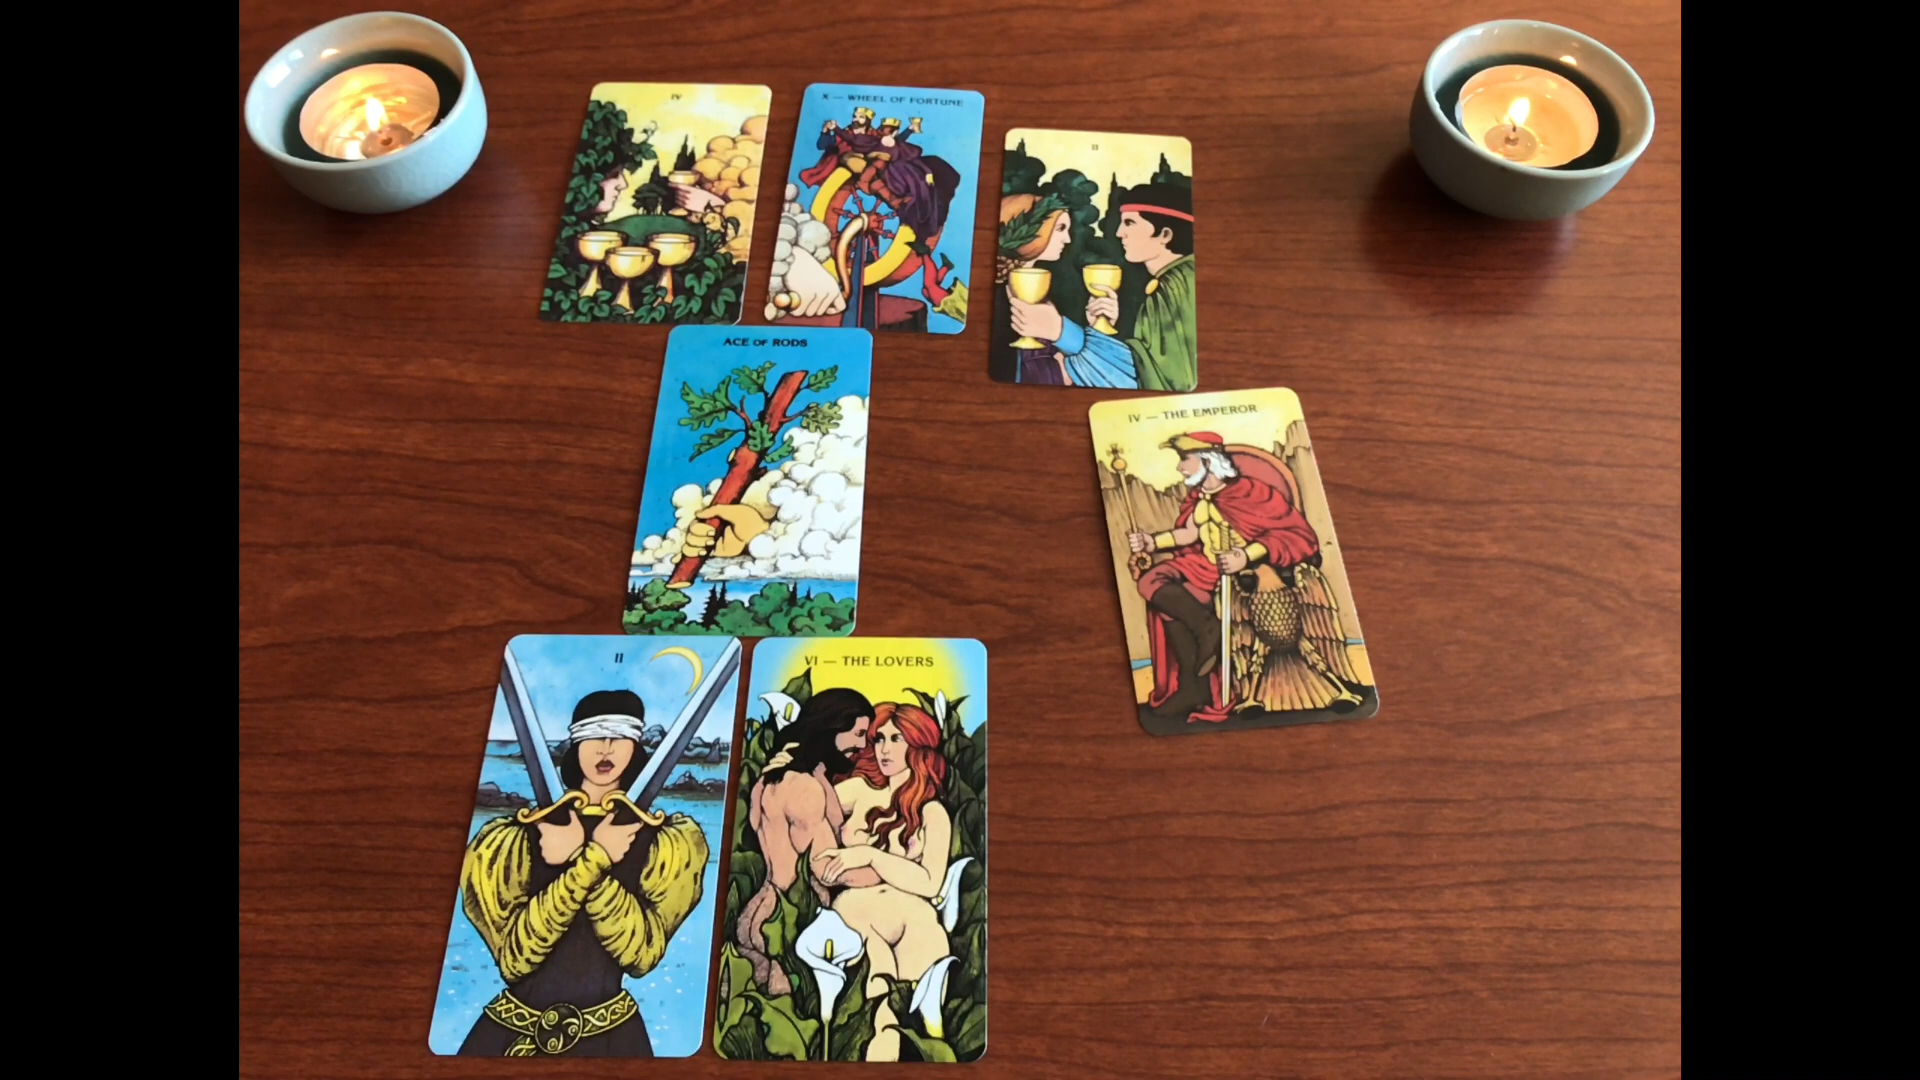 IV
X — WHEEL OF FORTUNE
II
ACE OF RODS
IV — THE EMPEROR
II
VI — THE LOVERS